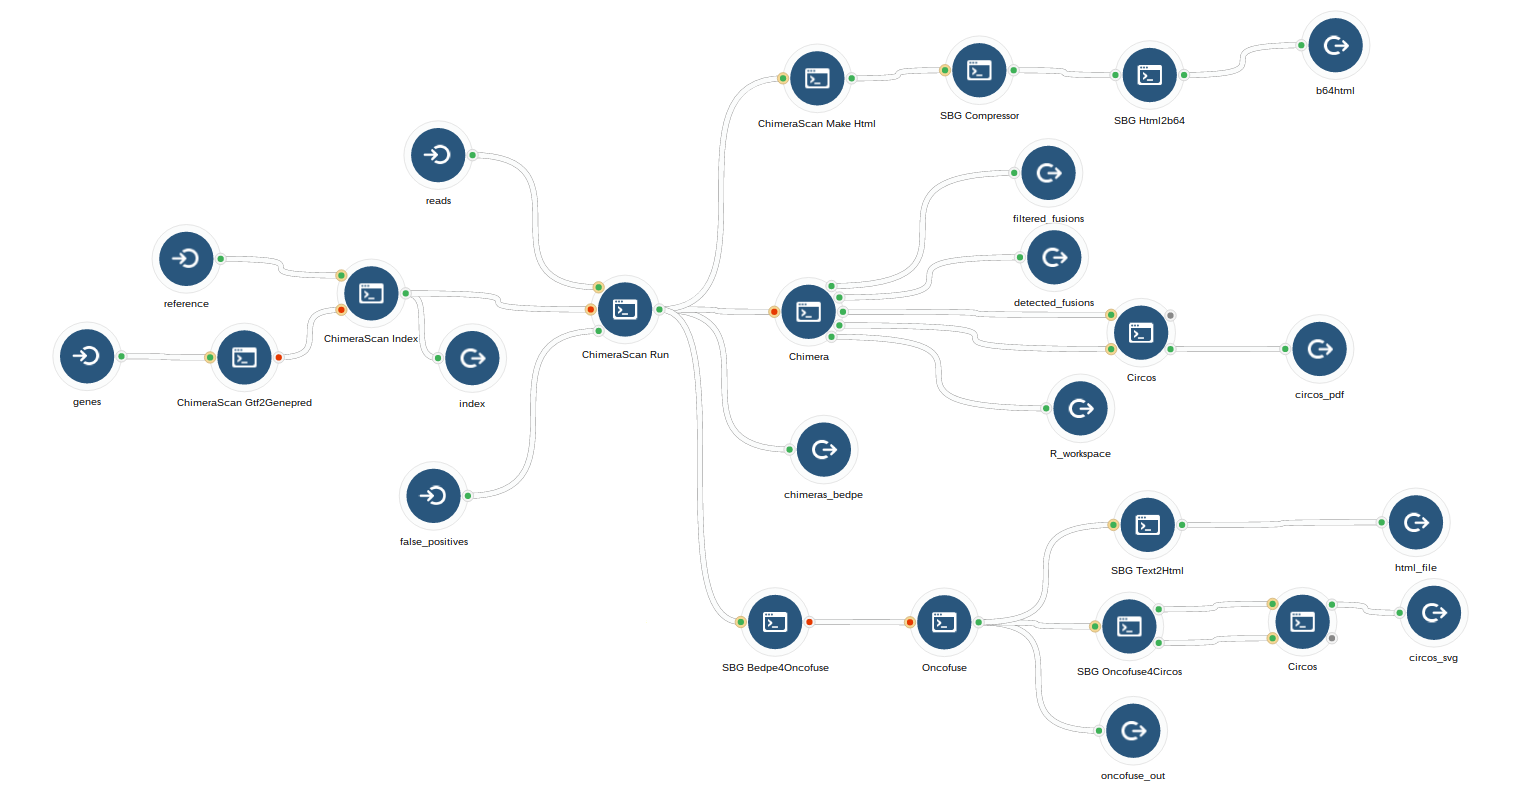 b64html
ChimeraScan Make Html
SBG Compressor
SBG Html2b64
reads
filtered_fusions
reference
detected_fusions
ChimeraScan Index
ChimeraScan Run
Chimera
Circos
circos_pdf
genes
ChimeraScan Gtf2Genepred
index
R_workspace
chimeras_bedpe
false_positives
SBG Text2Html
html_file
SBG Bedpe4Oncofuse
Oncofuse
SBG Oncofuse4Circos
Circos
circos_svg
oncofuse_out